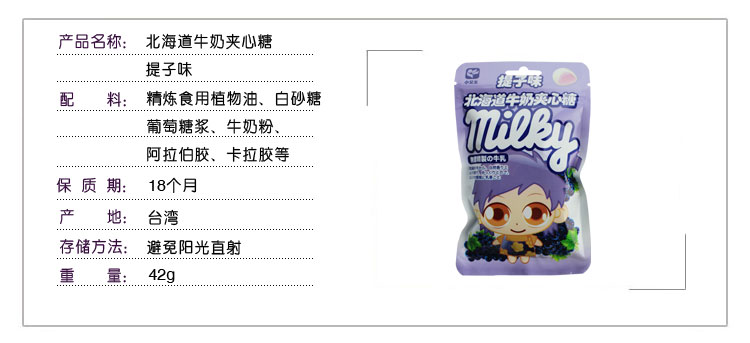 产品名称： 北海道牛奶夹心糖
提子味
配 料： 精炼食用植物油、白砂糖
葡萄糖浆、牛奶粉、
阿拉伯胶、卡拉胶等
保 质 期： 18个月
产 地： 台湾
存储方法： 避免阳光直射
重 量： 42g
提子味
北海道牛奶夹心糖
milky